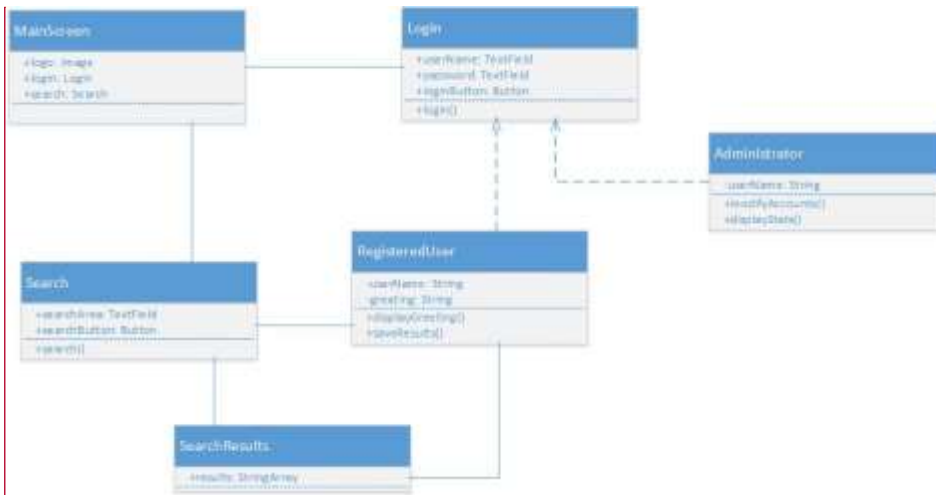 MainScreen
+logo: Image
+login: Login
+search: Search
Login
+userName: TextField
+password: TextField
+loginButton: Button
+login()
Administrator
-userName: String
+modifyAccounts()
+displayStats()
RegisteredUser
-userName: String
-greeting: String
+displayGreeting()
+saveResults()
Search
+searchArea: TextField
+searchButton: Button
+search()
SearchResults
+results: StringArray